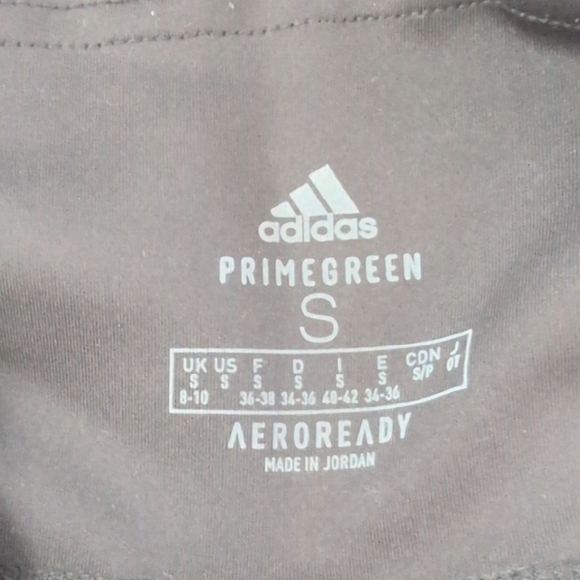 adidas
PRIMEGREEN
S
UK US F D I E CDN J
S S S S S S S/P OT
8-10 36-38 34-36 40-42 34-36
AEROREADY
MADE IN JORDAN